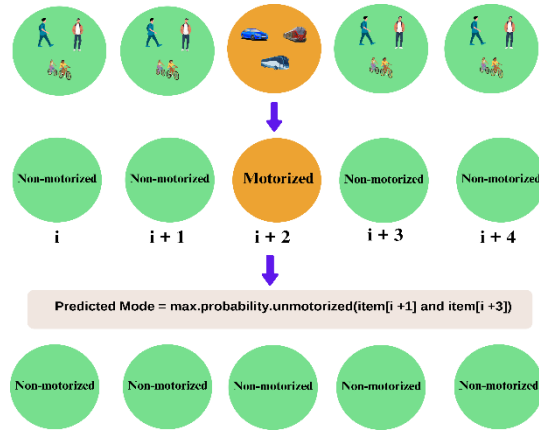 Non-motorized Non-motorized Motorized Non-motorized Non-motorized
i i + 1 i + 2 i + 3 i + 4
Predicted Mode = max.probability.unmotorized(item[i +1] and item[i +3])
Non-motorized Non-motorized Non-motorized Non-motorized Non-motorized